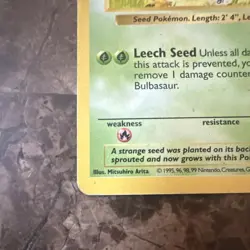 Seed Pokémon. Length: 2' 4", 
Leech Seed Unless all da
this attack is prevented, yo
remove 1 damage counter
Bulbasaur.
weakness resistance
A strange seed was planted on its back
sprouted and now grows with this Po
Illus. Mitsuhiro Arita © 1995, 96, 98, 99 Nintendo, Creatures, G